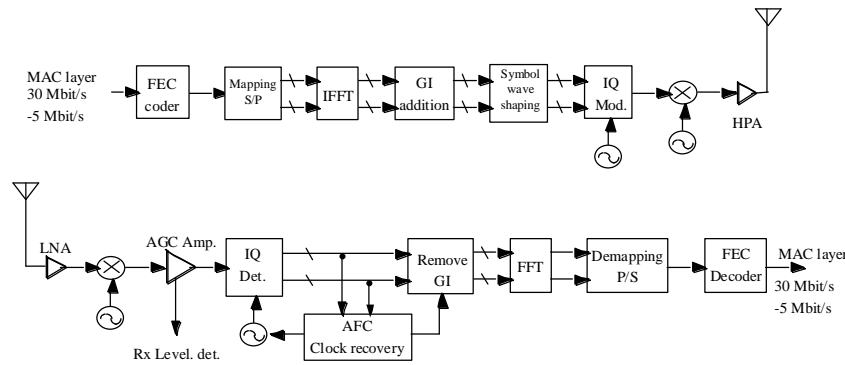 MAC layer
30 Mbit/s
-5 Mbit/s
FEC
coder
Mapping
S/P
IFFT
GI
addition
Symbol
wave
shaping
IQ
Mod.
HPA
LNA
AGC Amp.
Rx Level. det.
IQ
Det.
AFC
Clock recovery
Remove
GI
FFT
Demapping
P/S
FEC
Decoder
MAC layer
30 Mbit/s
-5 Mbit/s